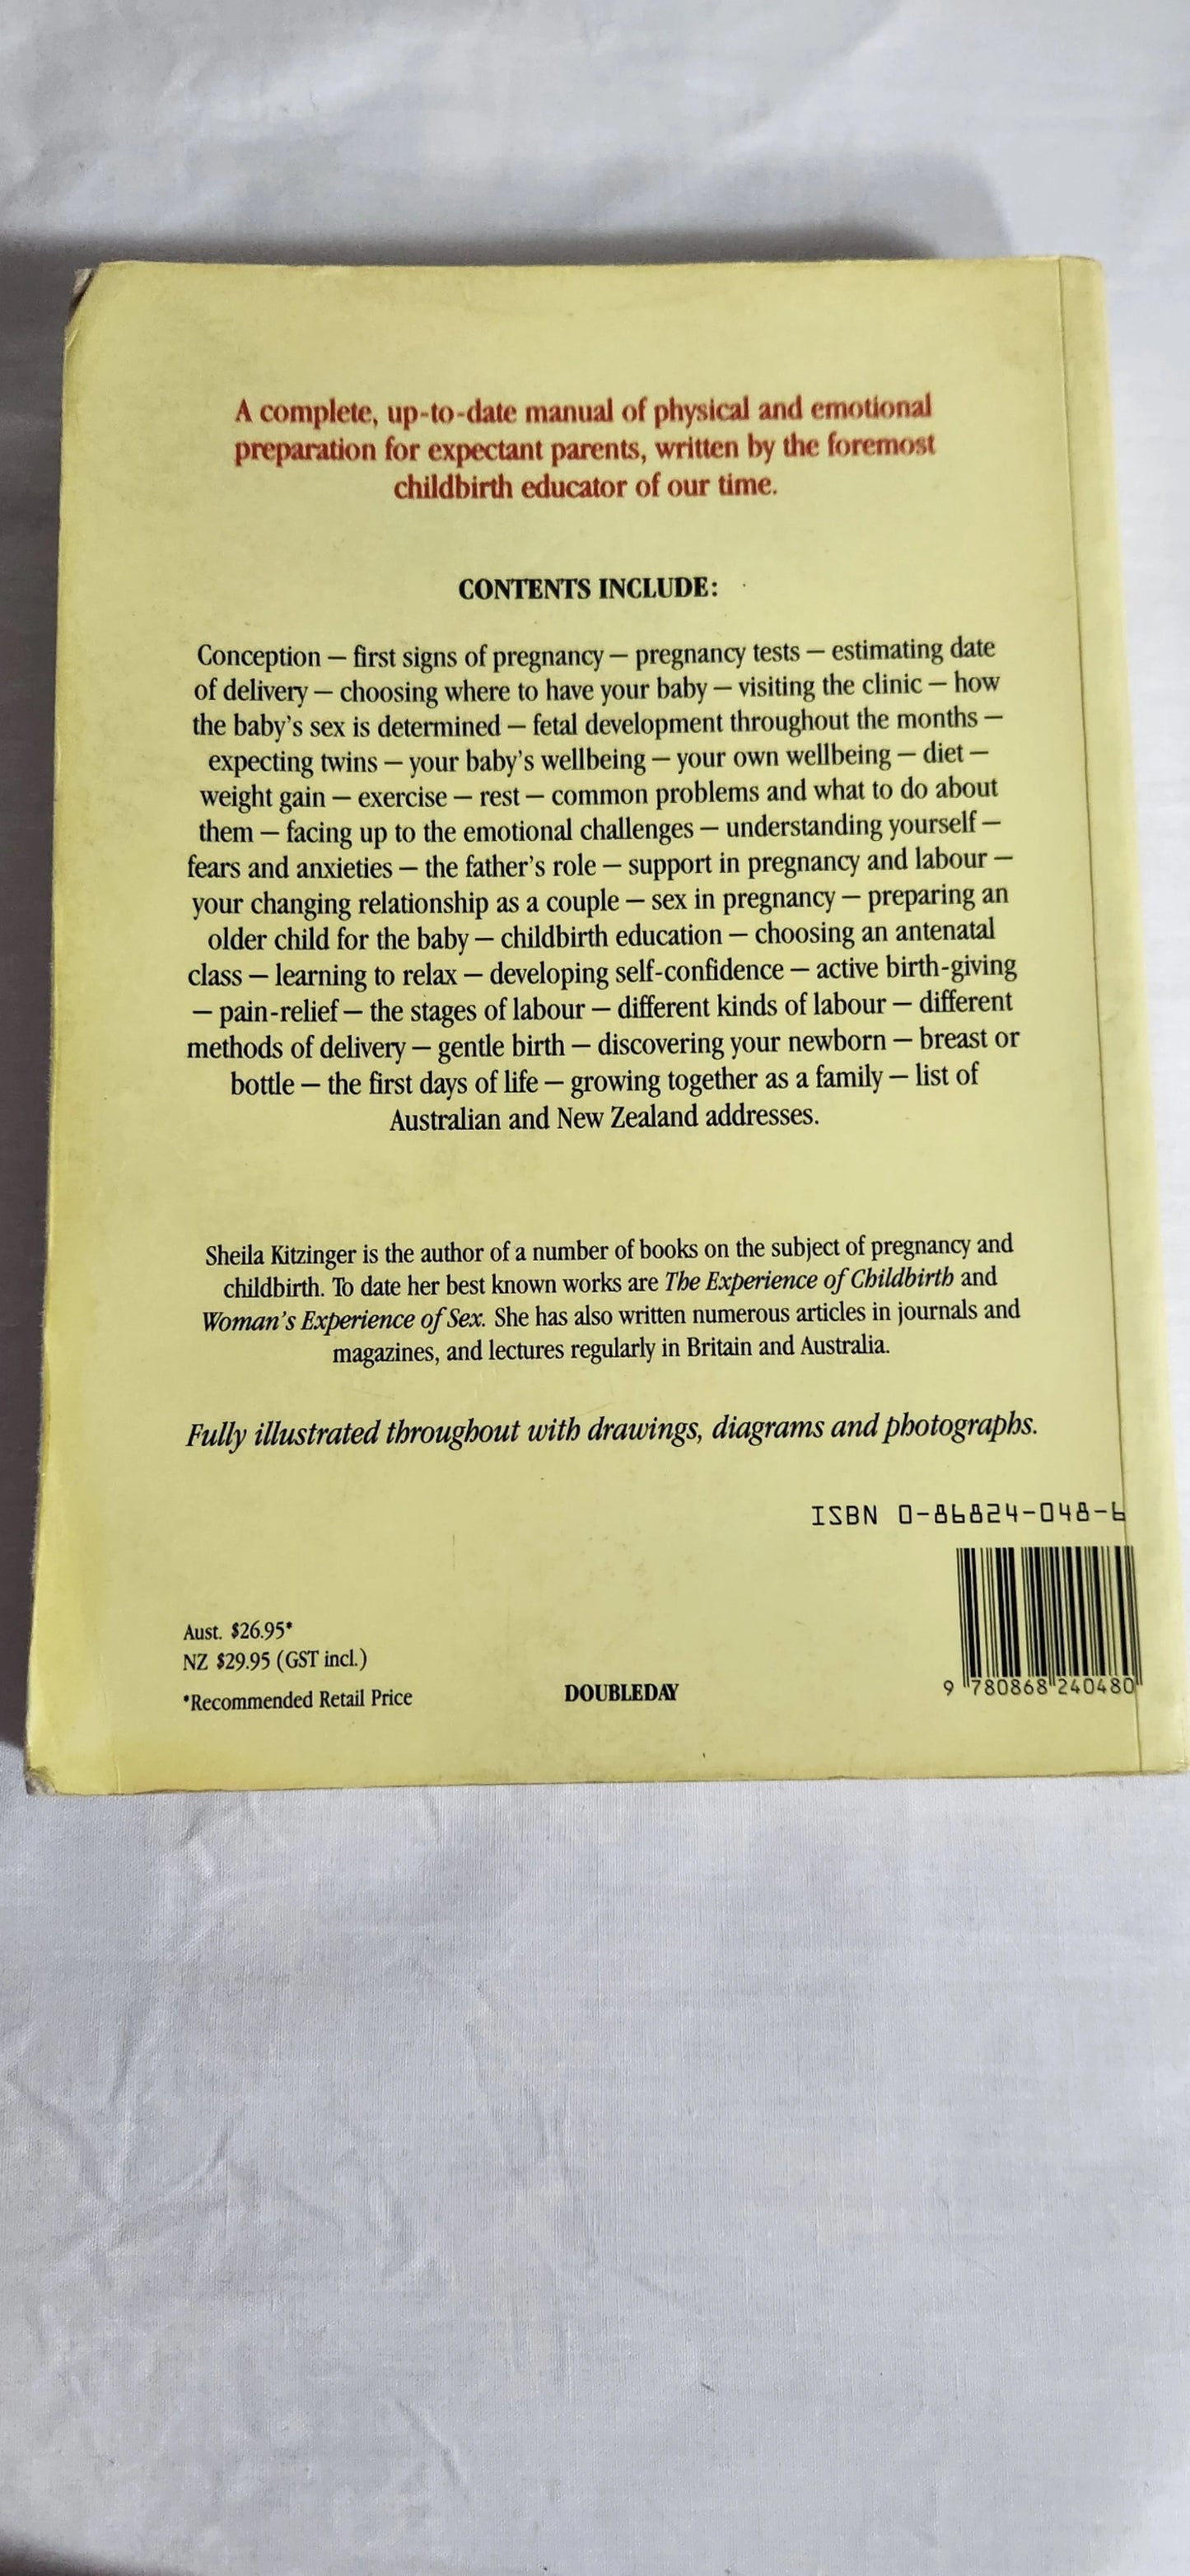 A complete, up-to-date manual of physical and emotional
preparation for expectant parents, written by the foremost
childbirth educator of our time.
CONTENTS INCLUDE:
Conception — first signs of pregnancy — pregnancy tests — estimating date
of delivery — choosing where to have your baby — visiting the clinic — how
the baby's sex is determined — fetal development throughout the months —
expecting twins — your baby's wellbeing — your own wellbeing — diet —
weight gain — exercise — rest — common problems and what to do about
them — facing up to the emotional challenges — understanding yourself —
fears and anxieties — the father's role — support in pregnancy and labour —
your changing relationship as a couple — sex in pregnancy — preparing an
older child for the baby — childbirth education — choosing an antenatal
class — learning to relax — developing self-confidence — active birth-giving
— pain-relief — the stages of labour — different kinds of labour — different
methods of delivery — gentle birth — discovering your newborn — breast or
bottle — the first days of life — growing together as a family — list of
Australian and New Zealand addresses.
Sheila Kitzinger is the author of a number of books on the subject of pregnancy and
childbirth. To date her best known works are The Experience of Childbirth and
Woman's Experience of Sex. She has also written numerous articles in journals and
magazines, and lectures regularly in Britain and Australia.
Fully illustrated throughout with drawings, diagrams and photographs.
ISBN 0-86824-048-6
Aust. $26.95*
NZ $29.95 (GST incl.)
*Recommended Retail Price
DOUBLEDAY
9 780868 240480